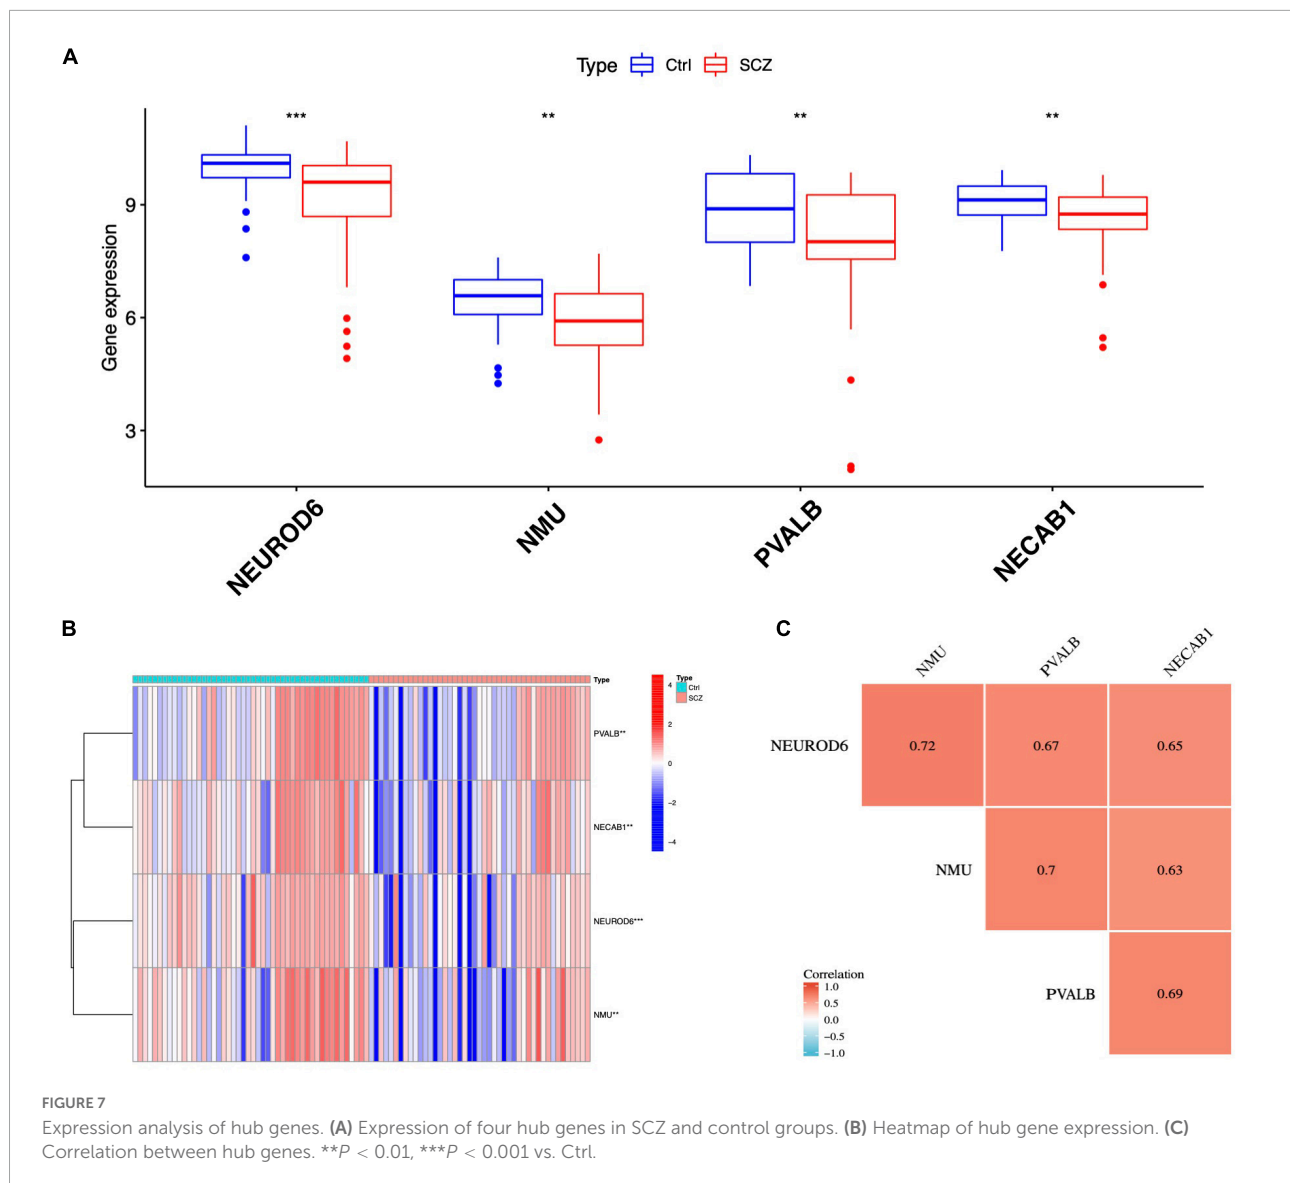 A
Type Ctrl SCZ
*** ** ** **
9
6
3
Gene expression
NEUROD6 NMU PVALB NECAB1
B
Type
PVALB**
NECAB1**
NEUROD6***
NMU**
4
2
0
−2
−4
Type
Ctrl
SCZ
C
NMU PVALB NECAB1
NEUROD6 0.72 0.67 0.65
NMU 0.7 0.63
PVALB 0.69
Correlation
1.0
0.5
0.0
−0.5
−1.0
FIGURE 7
Expression analysis of hub genes. (A) Expression of four hub genes in SCZ and control groups. (B) Heatmap of hub gene expression. (C)
Correlation between hub genes. **P < 0.01, ***P < 0.001 vs. Ctrl.